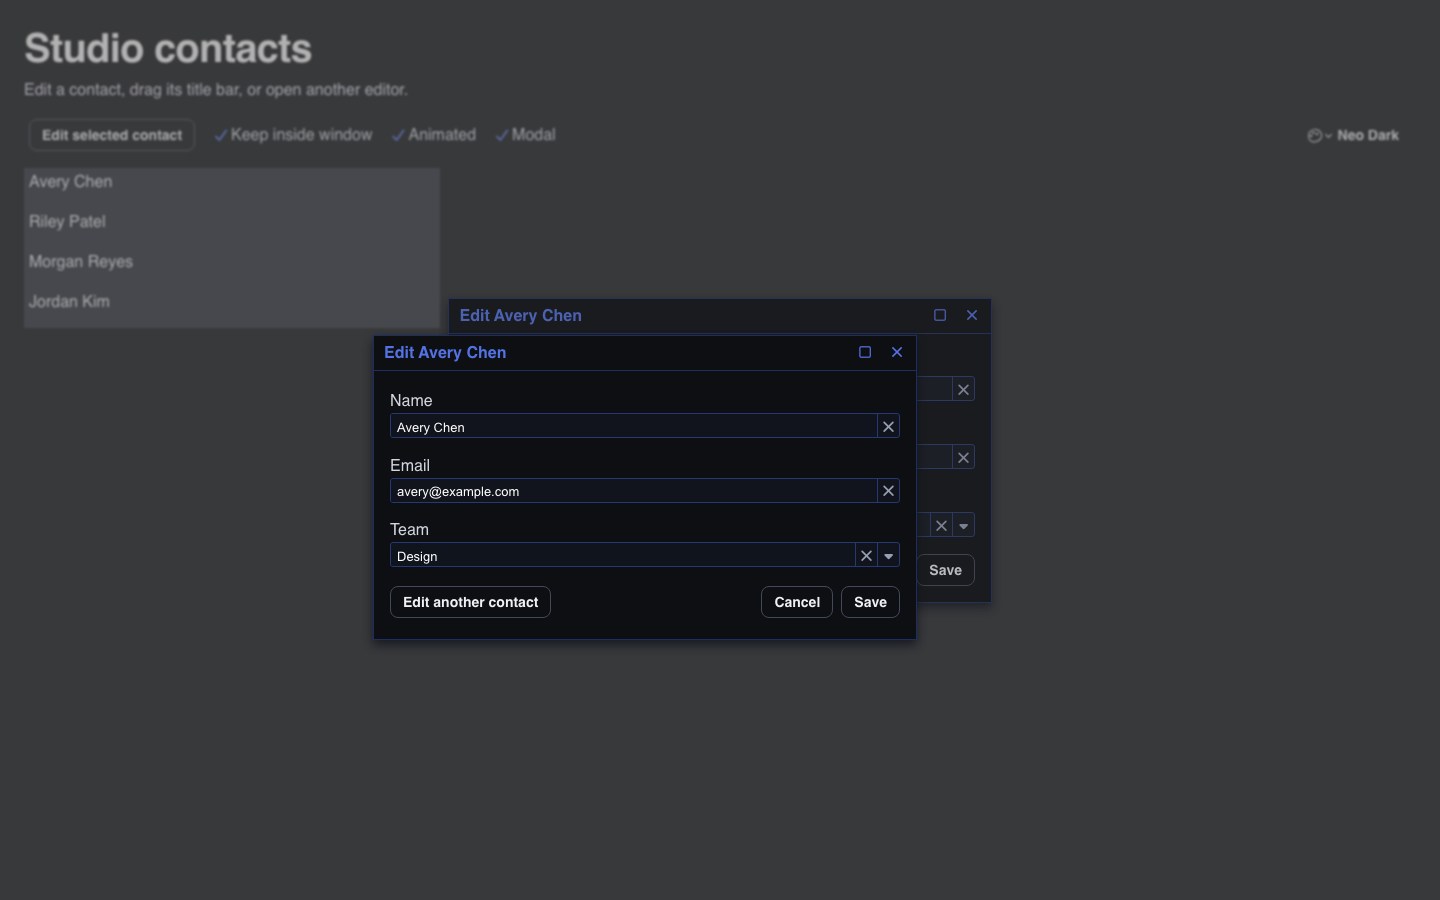 Studio contacts
Edit a contact, drag its title bar, or open another editor.
Edit selected contact
Keep inside window
Animated
Modal
Neo Dark
Avery Chen
Riley Patel
Morgan Reyes
Jordan Kim
Edit Avery Chen
Save
Edit Avery Chen
Name
Avery Chen
Email
avery@example.com
Team
Design
Edit another contact
Cancel
Save